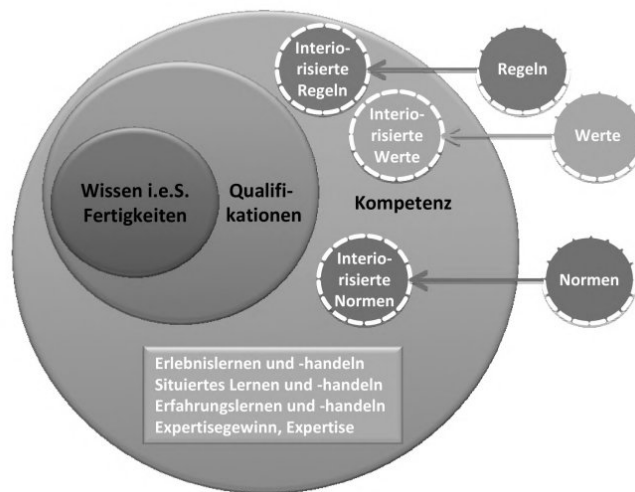 Interio-
risierte
Regeln
Regeln
Interio-
risierte
Werte
Werte
Wissen i.e.S.
Fertigkeiten
Qualifi-
kationen
Kompetenz
Interio-
risierte
Normen
Normen
Erlebnislernen und -handeln
Situiertes Lernen und -handeln
Erfahrungslernen und -handeln
Expertisegewinn, Expertise